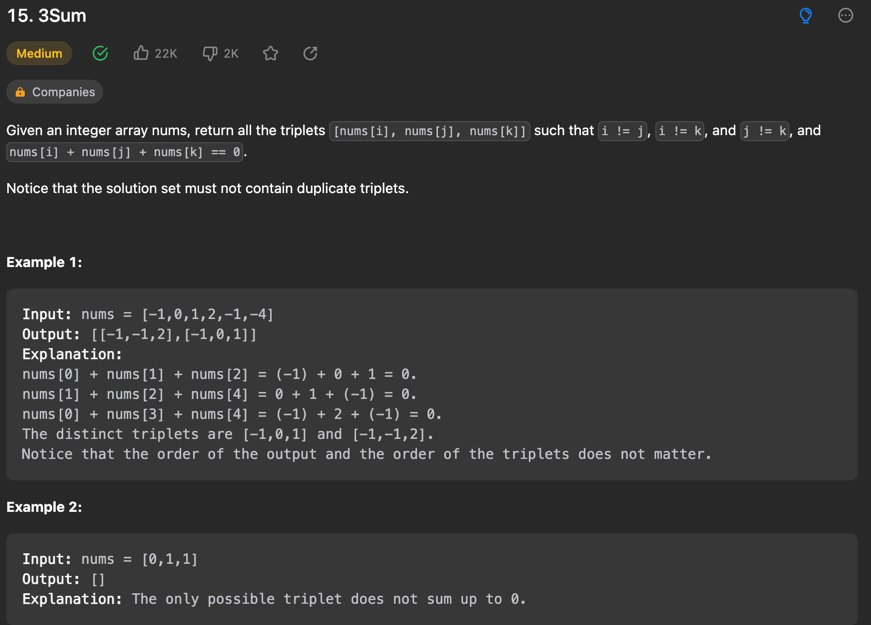 15. 3Sum
Medium 22K 2K
Companies
Given an integer array nums, return all the triplets [nums[i], nums[j], nums[k]] such that i != j, i != k, and j != k, and
nums[i] + nums[j] + nums[k] == 0.
Notice that the solution set must not contain duplicate triplets.
Example 1:
Input: nums = [-1,0,1,2,-1,-4]
Output: [[-1,-1,2],[-1,0,1]]
Explanation:
nums[0] + nums[1] + nums[2] = (-1) + 0 + 1 = 0.
nums[1] + nums[2] + nums[4] = 0 + 1 + (-1) = 0.
nums[0] + nums[3] + nums[4] = (-1) + 2 + (-1) = 0.
The distinct triplets are [-1,0,1] and [-1,-1,2].
Notice that the order of the output and the order of the triplets does not matter.
Example 2:
Input: nums = [0,1,1]
Output: []
Explanation: The only possible triplet does not sum up to 0.